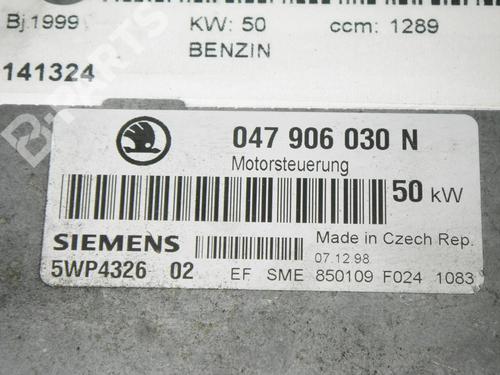 Bj.1999 KW: 50 ccm: 1289
BENZIN
141324
B-PARTS
047 906 030 N
Motorsteuerung
50 kW
SIEMENS Made in Czech Rep.
07.12.98
5WP4326 02 EF SME 850109 F024 1083